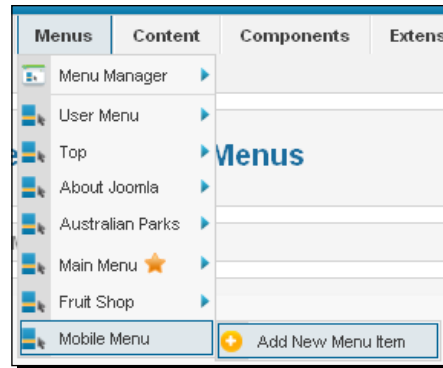 Menus Content Components Extens
Menu Manager
User Menu
Top
Menus
About Joomla
Australian Parks
Main Menu
Fruit Shop
Mobile Menu Add New Menu Item